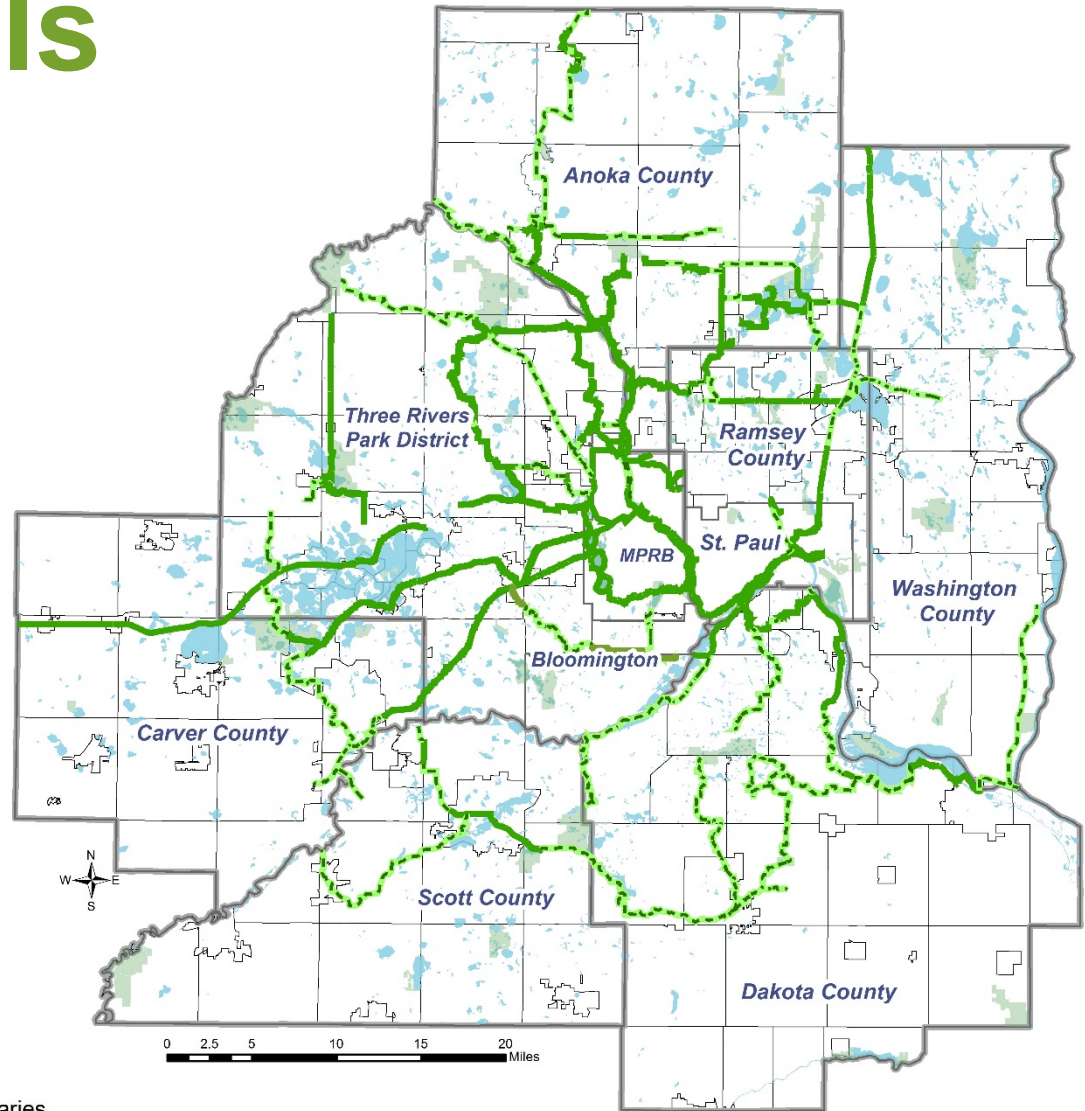 ls
Anoka County
Three Rivers
Park District
Ramsey
County
MPRB
St. Paul
Washington
County
Bloomington
Carver County
N
W E
S
Scott County
Dakota County
0 2.5 5 10 15 20
Miles
aries